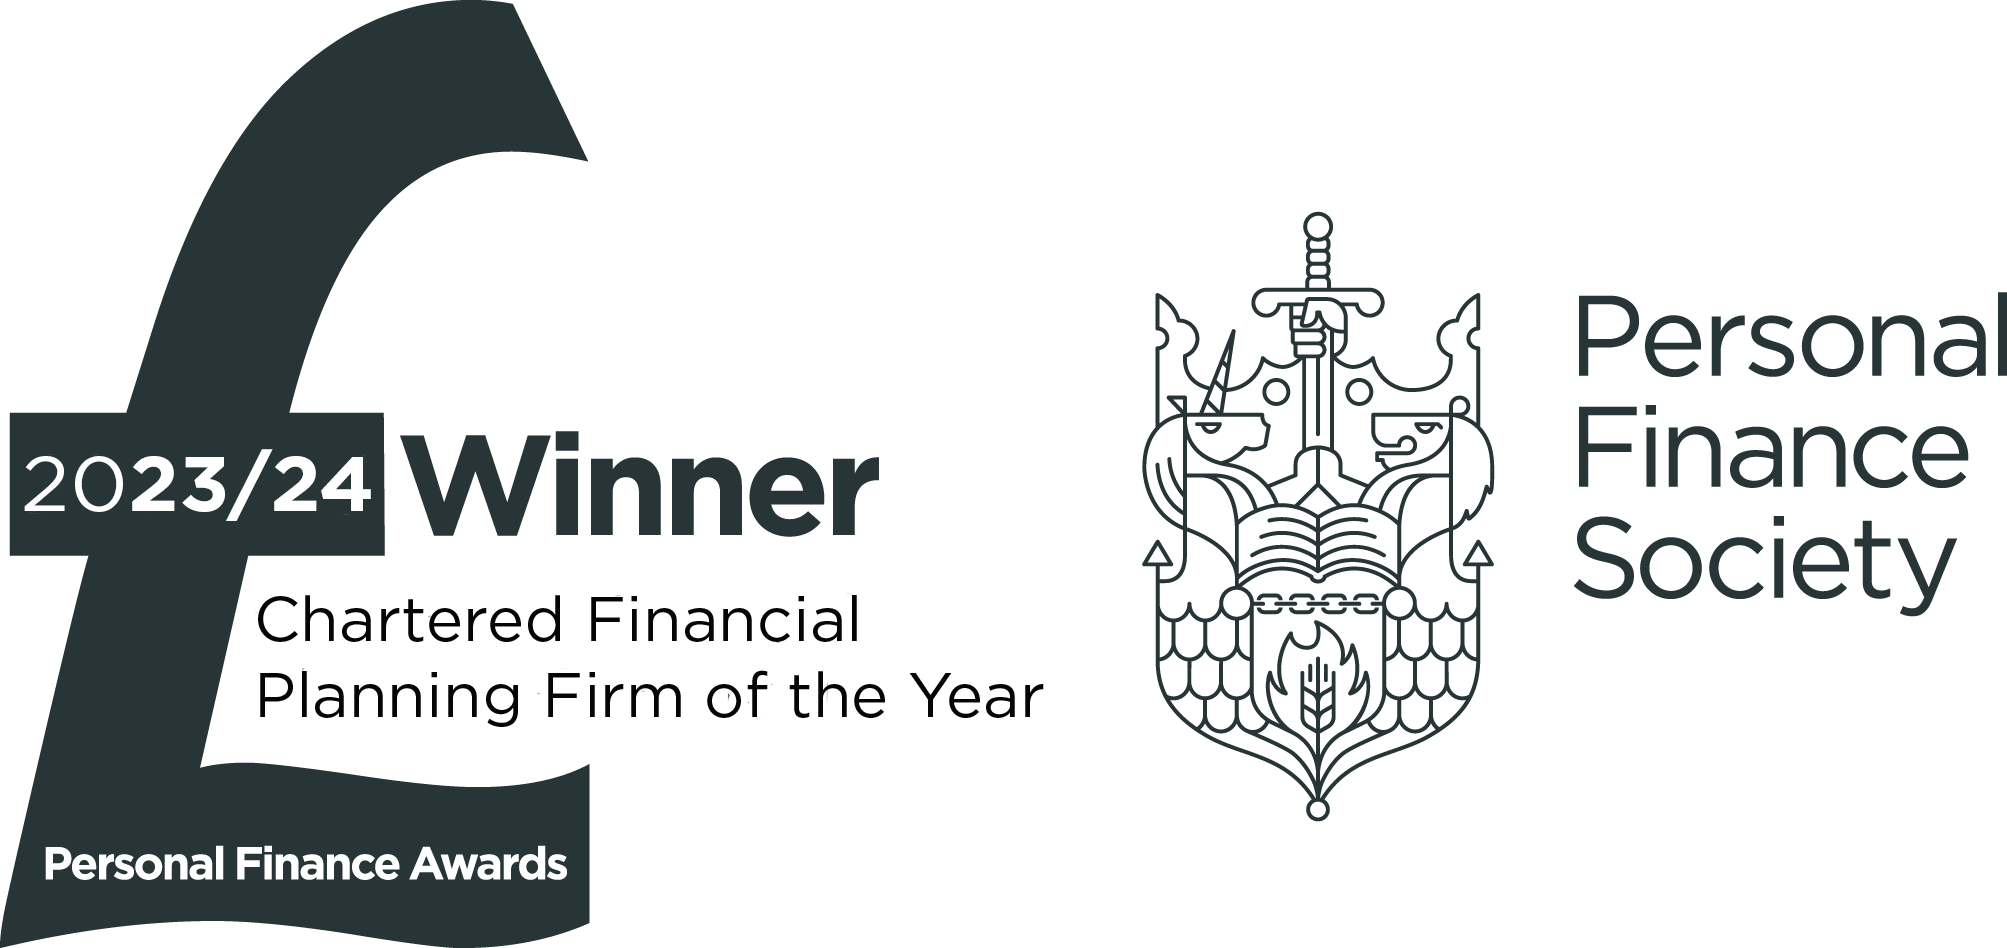 2023/24 Winner
Chartered Financial
Planning Firm of the Year
Personal Finance Awards
Personal
Finance
Society